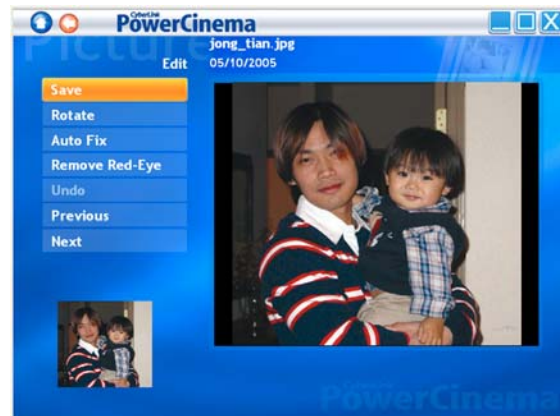 CyberLink
PowerCinema
Picture
jong_tian.jpg
Edit
05/10/2005
Save
Rotate
Auto Fix
Remove Red-Eye
Undo
Previous
Next
CyberLink
PowerCinema